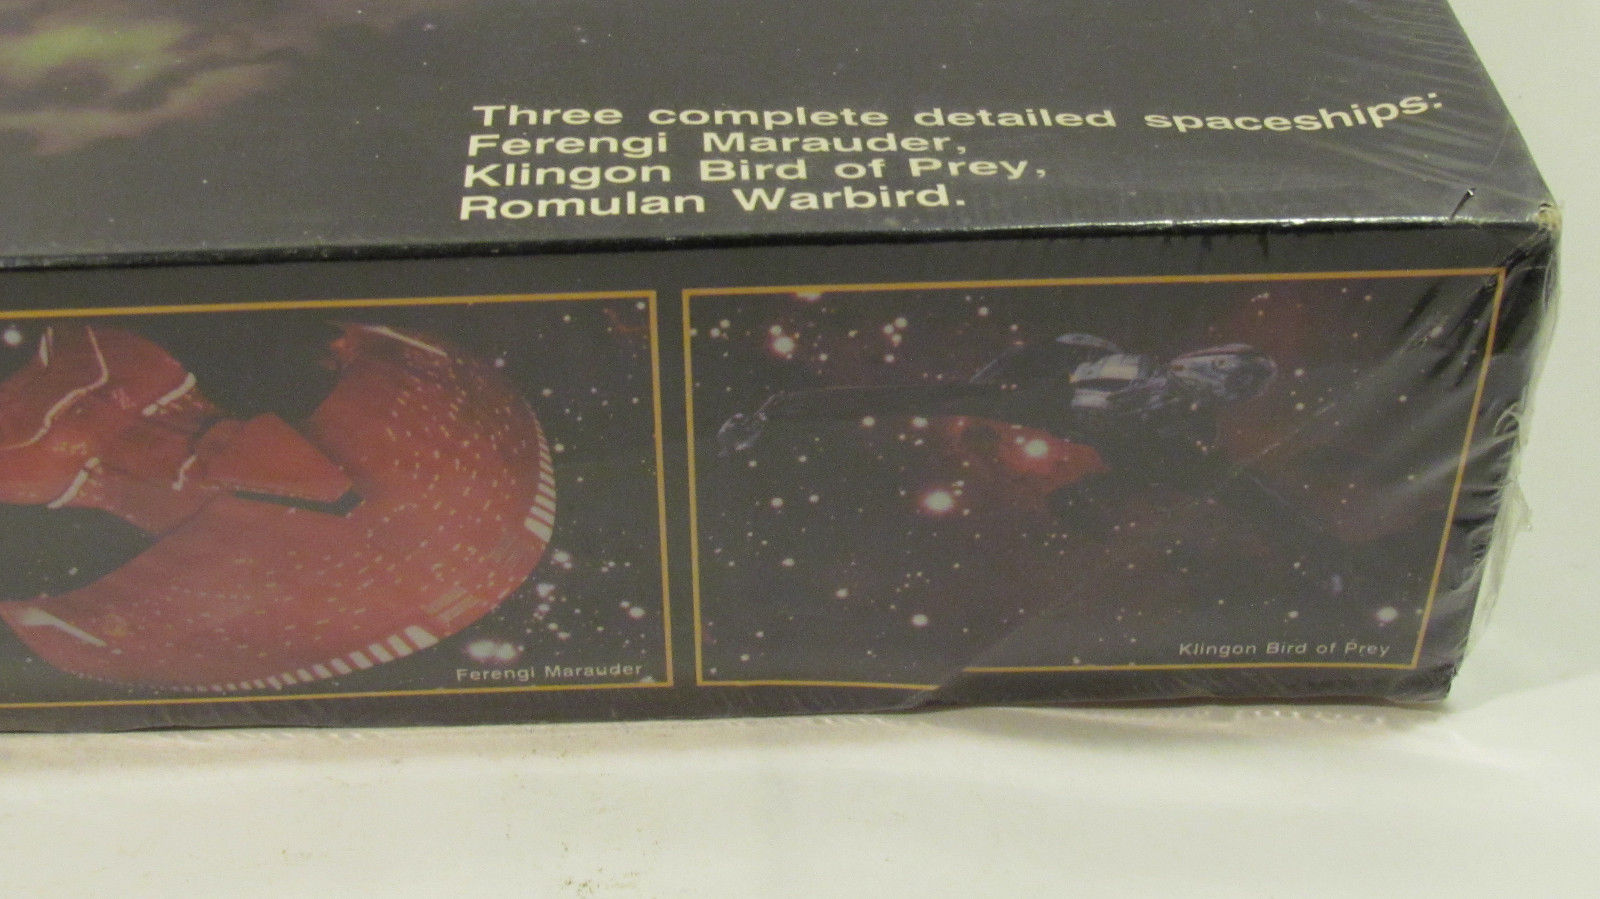 Three complete detailed spaceships:
Ferengi Marauder,
Klingon Bird of Prey,
Romulan Warbird.
Ferengi Marauder
Klingon Bird of Prey